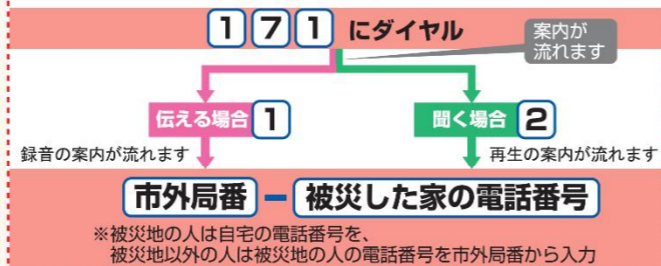 171 にダイヤル
案内が
流れます
伝える場合 1
聞く場合 2
録音の案内が流れます
再生の案内が流れます
市外局番 － 被災した家の電話番号
※被災地の人は自宅の電話番号を、
被災地以外の人は被災地の人の電話番号を市外局番から入力